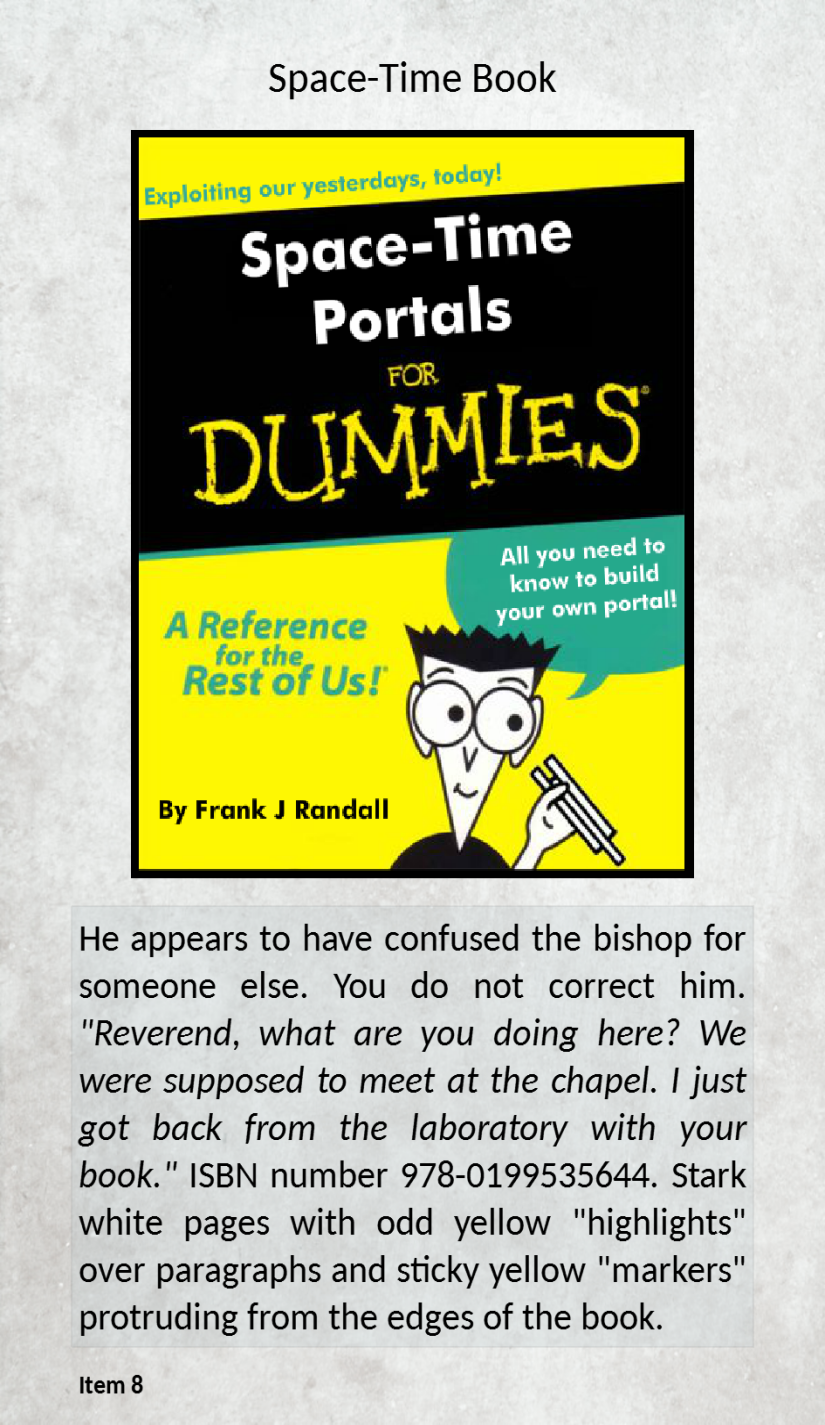 Space-Time Book
Exploiting our yesterdays, today!
Space-Time
Portals
FOR
DUMMIES®
All you need to
know to build
your own portal!
A Reference
for the
Rest of Us!®
By Frank J Randall
He appears to have confused the bishop for
someone else. You do not correct him.
"Reverend, what are you doing here? We
were supposed to meet at the chapel. I just
got back from the laboratory with your
book." ISBN number 978-0199535644. Stark
white pages with odd yellow "highlights"
over paragraphs and sticky yellow "markers"
protruding from the edges of the book.
Item 8